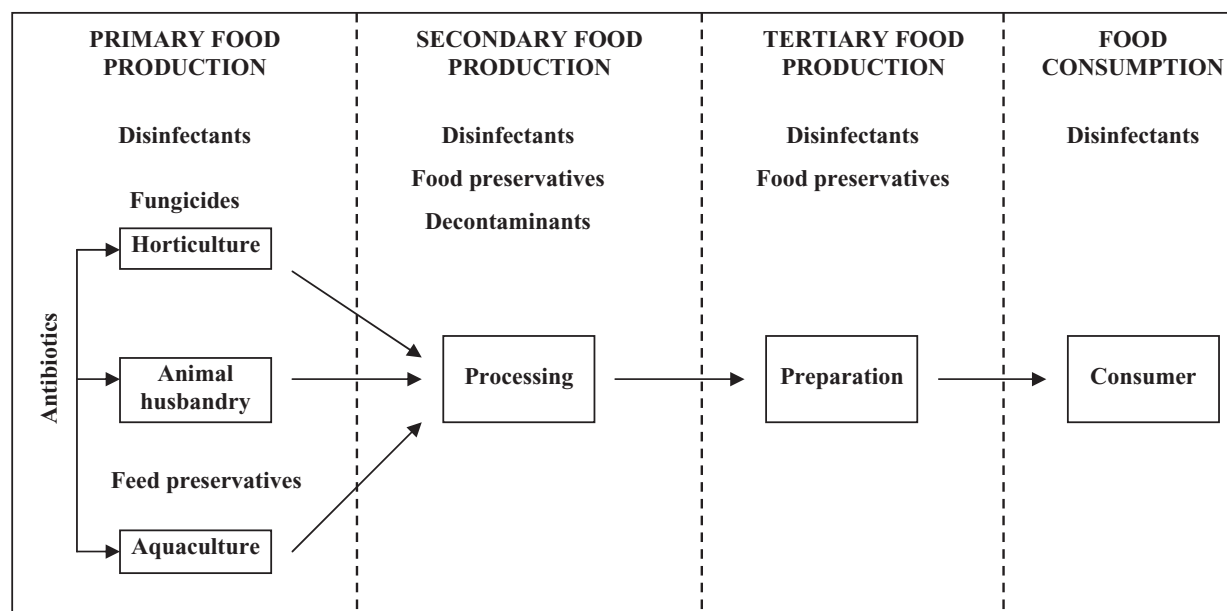 PRIMARY FOOD
PRODUCTION
SECONDARY FOOD
PRODUCTION
TERTIARY FOOD
PRODUCTION
FOOD
CONSUMPTION
Disinfectants
Disinfectants
Disinfectants
Disinfectants
Food preservatives
Food preservatives
Fungicides
Decontaminants
Horticulture
Antibiotics
Animal
husbandry
Processing
Preparation
Consumer
Feed preservatives
Aquaculture